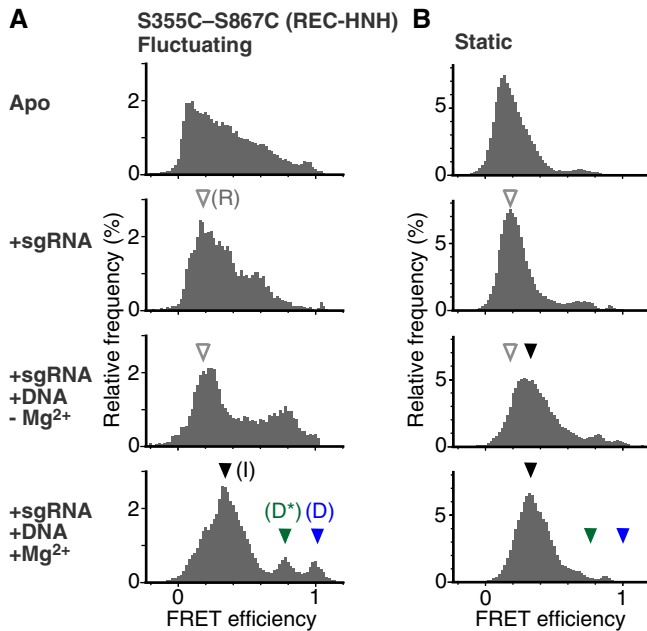 A
S355C–S867C (REC-HNH)
B
Fluctuating
Static
Apo
2
0
5
0
+sgRNA
(R)
2
0
5
0
Relative frequency (%)
Relative frequency (%)
+sgRNA
+DNA
- Mg2+
2
0
5
0
+sgRNA
+DNA
+Mg2+
(I)
(D*) (D)
2
0
5
0
0 1
0 1
FRET efficiency
FRET efficiency